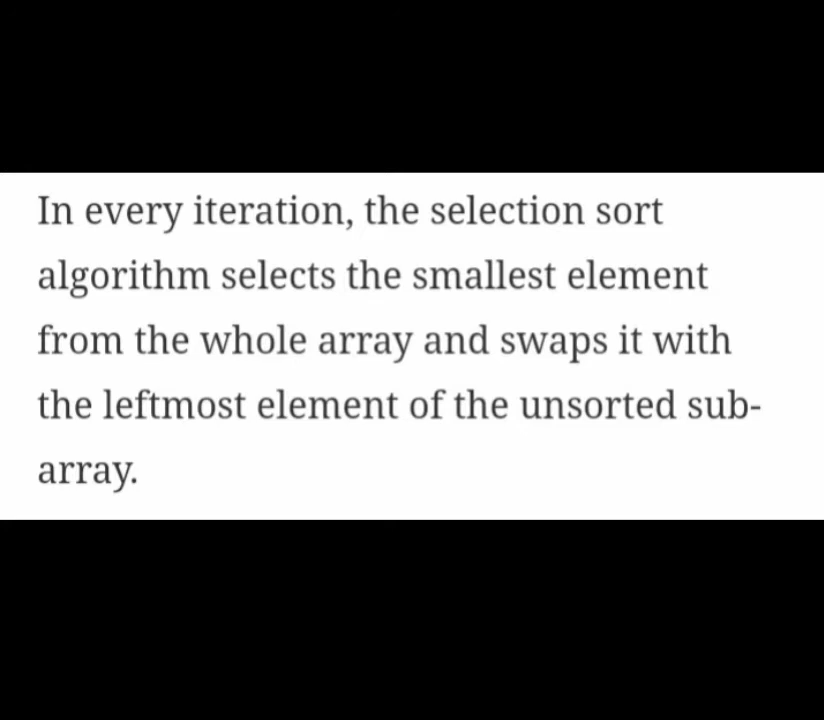 In every iteration, the selection sort
algorithm selects the smallest element
from the whole array and swaps it with
the leftmost element of the unsorted sub-
array.